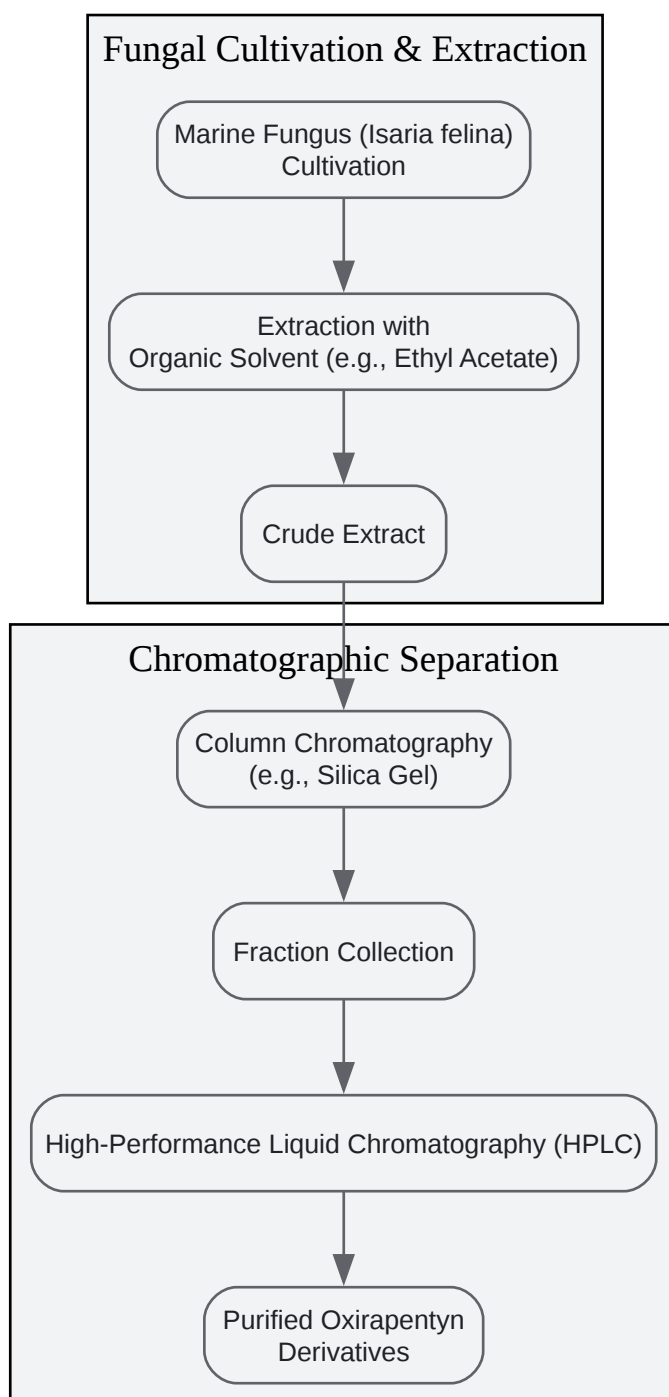 Fungal Cultivation & Extraction
Marine Fungus (Isaria felina)
Cultivation
Extraction with
Organic Solvent (e.g., Ethyl Acetate)
Crude Extract
Chromatographic Separation
Column Chromatography
(e.g., Silica Gel)
Fraction Collection
High-Performance Liquid Chromatography (HPLC)
Purified Oxirapentyn
Derivatives